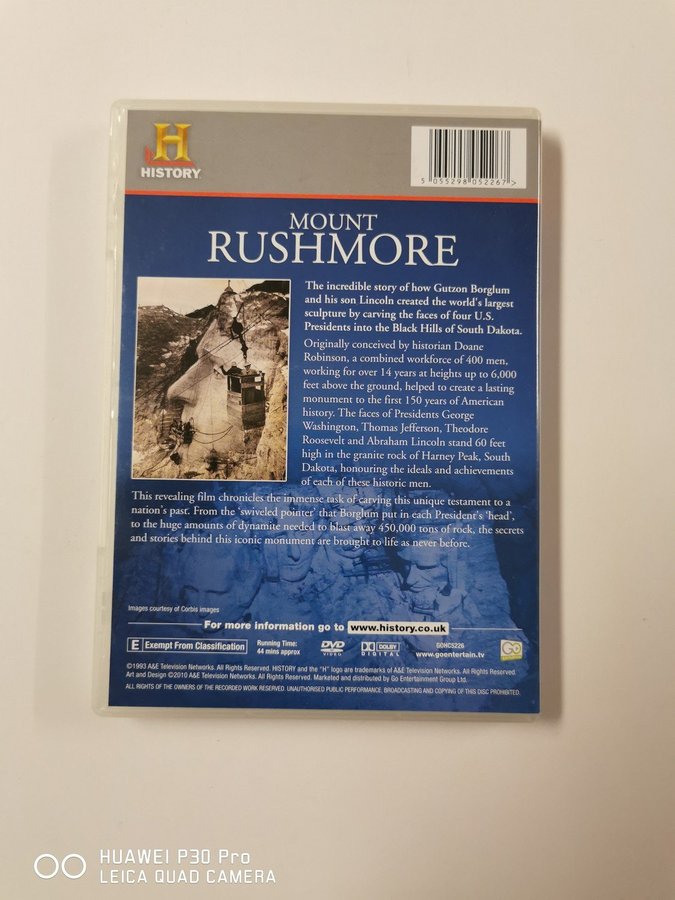 H
HISTORY
5 055298 052267 >
MOUNT
RUSHMORE
The incredible story of how Gutzon Borglum
and his son Lincoln created the world's largest
sculpture by carving the faces of four U.S.
Presidents into the Black Hills of South Dakota.
Originally conceived by historian Doane
Robinson, a combined workforce of 400 men,
working for over 14 years at heights up to 6,000
feet above the ground, helped to create a lasting
monument to the first 150 years of American
history. The faces of Presidents George
Washington, Thomas Jefferson, Theodore
Roosevelt and Abraham Lincoln stand 60 feet
high in the granite rock of Harney Peak, South
Dakota, honouring the ideals and achievements
of each of these historic men.
This revealing film chronicles the immense task of carving this unique testament to a
nation's past. From the 'swiveled pointer' that Borglum put in each President's 'head',
to the huge amounts of dynamite needed to blast away 450,000 tons of rock, the secrets
and stories behind this iconic monument are brought to life as never before.
Images courtesy of Corbis images
For more information go to www.history.co.uk
E Exempt From Classification
Running Time:
44 mins approx
DVD
VIDEO
DOLBY
DIGITAL
GOHC5226
www.goentertain.tv
GO
©1993 A&E Television Networks. All Rights Reserved. HISTORY and the "H" logo are trademarks of A&E Television Networks. All Rights Reserved.
Art and Design ©2010 A&E Television Networks. All Rights Reserved. Marketed and distributed by Go Entertainment Group Ltd.
ALL RIGHTS OF THE OWNERS OF THE RECORDED WORK RESERVED. UNAUTHORISED PUBLIC PERFORMANCE, BROADCASTING AND COPYING OF THIS DISC PROHIBITED.
HUAWEI P30 Pro
LEICA QUAD CAMERA